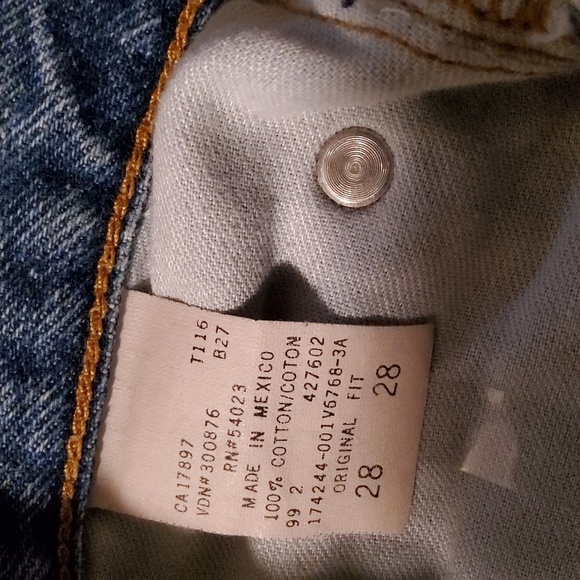 CA17897 T116
VDN#300876 B27
RN#54023
MADE IN MEXICO
100% COTTON/COTON
99 2 427602
174244-001V6768-3A
ORIGINAL FIT
28 28